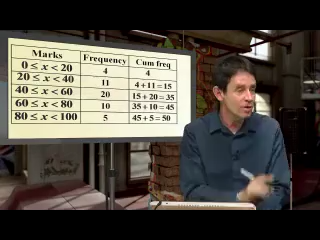 Marks Frequency Cum freq
0 ≤ x < 20 4 4
20 ≤ x < 40 11 4+11=15
40 ≤ x < 60 20 15+20=35
60 ≤ x < 80 10 35+10=45
80 ≤ x < 100 5 45+5=50